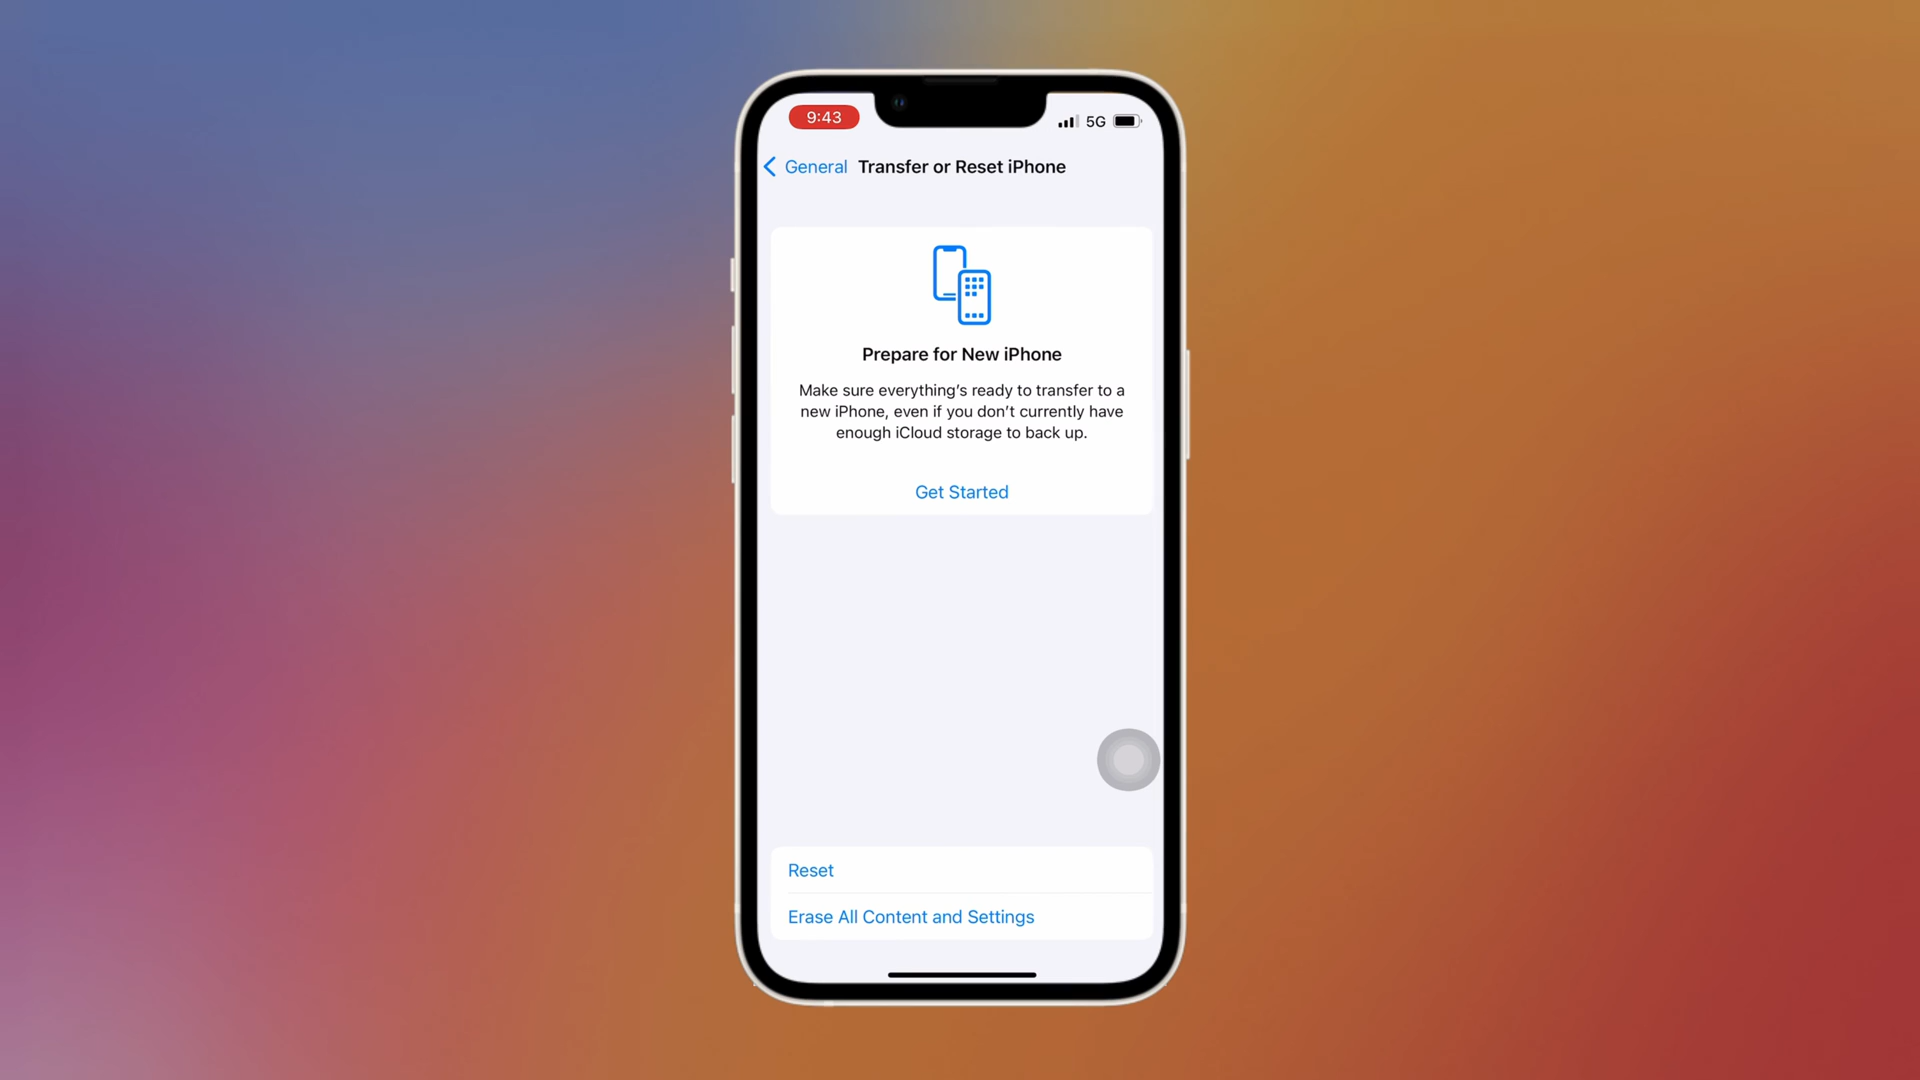 9:43
5G
General Transfer or Reset iPhone
Prepare for New iPhone
Make sure everything’s ready to transfer to a
new iPhone, even if you don’t currently have
enough iCloud storage to back up.
Get Started
Reset
Erase All Content and Settings